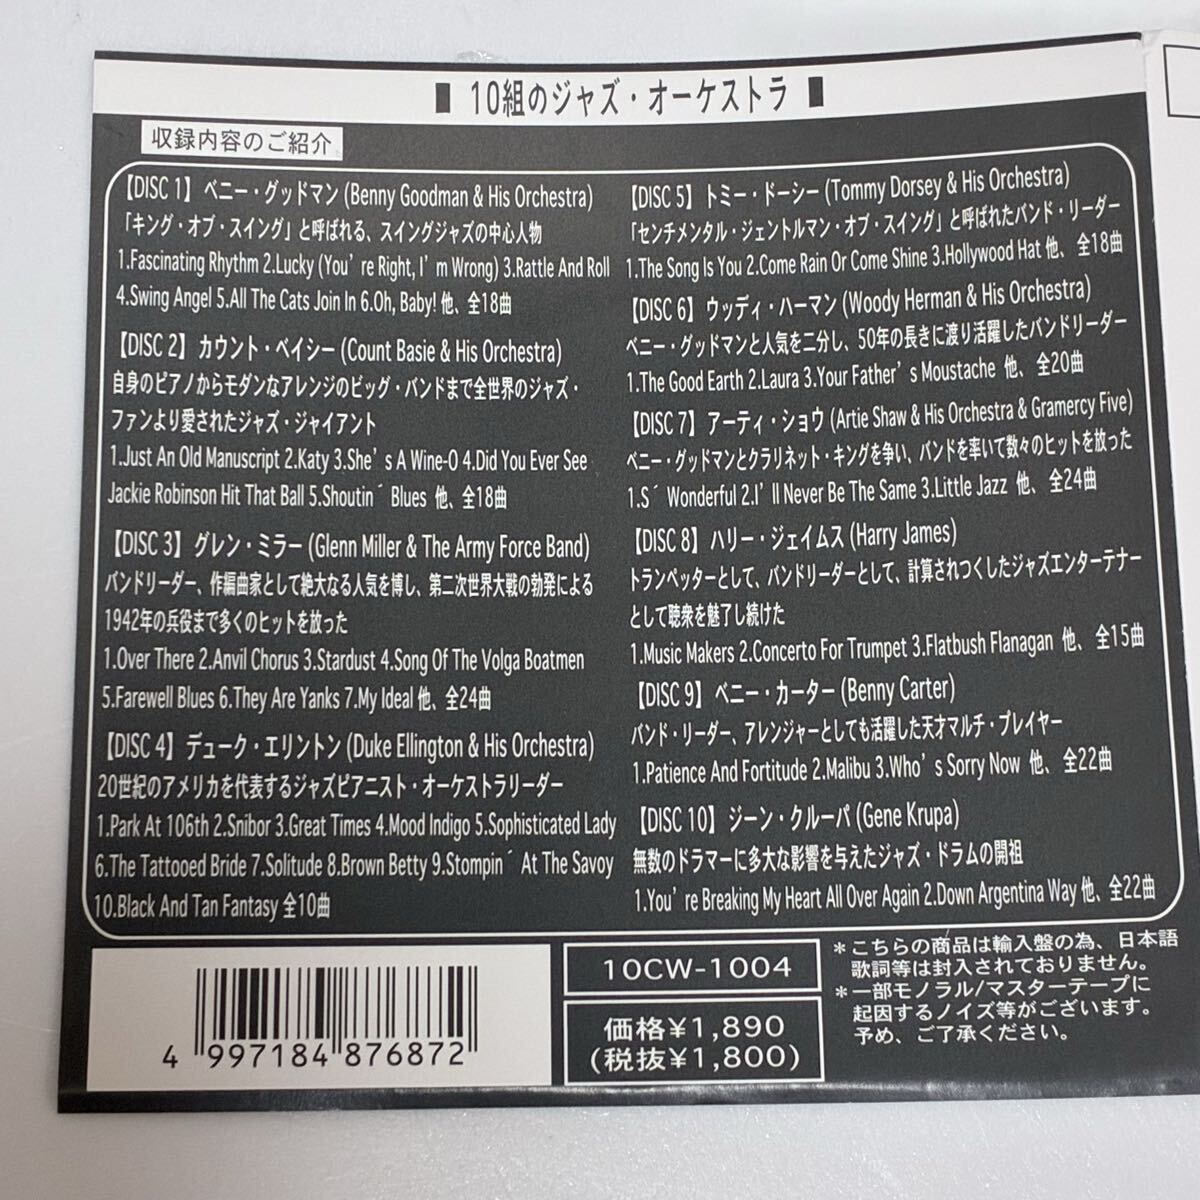 10組のジャズ・オーケストラ
収録内容のご紹介
【DISC 1】 ベニー・グッドマン (Benny Goodman & His Orchestra)
「キング・オブ・スイング」と呼ばれる、スイングジャズの中心人物
1.Fascinating Rhythm 2.Lucky (You're Right, I'm Wrong) 3.Rattle And Roll
4.Swing Angel 5.All The Cats Join In 6.Oh, Baby! 他、全18曲
【DISC 2】 カウント・ベイシー (Count Basie & His Orchestra)
自身のピアノからモダンなアレンジのビッグ・バンドまで全世界のジャズ・
ファンより愛されたジャズ・ジャイアント
1.Just An Old Manuscript 2.Katy 3.She's A Wine-O 4.Did You Ever See
Jackie Robinson Hit That Ball 5.Shoutin´ Blues 他、全18曲
【DISC 3】 グレン・ミラー (Glenn Miller & The Army Force Band)
バンドリーダー、作編曲家として絶大なる人気を博し、第二次世界大戦の勃発による
1942年の兵役まで多くのヒットを放った
1.Over There 2.Anvil Chorus 3.Stardust 4.Song Of The Volga Boatmen
5.Farewell Blues 6.They Are Yanks 7.My Ideal 他、全24曲
【DISC 4】 デューク・エリントン (Duke Ellington & His Orchestra)
20世紀のアメリカを代表するジャズピアニスト・オーケストラリーダー
1.Park At 106th 2.Snibor 3.Great Times 4.Mood Indigo 5.Sophisticated Lady
6.The Tattooed Bride 7.Solitude 8.Brown Betty 9.Stompin´ At The Savoy
10.Black And Tan Fantasy 全10曲
【DISC 5】 トミー・ドーシー (Tommy Dorsey & His Orchestra)
「センチメンタル・ジェントルマン・オブ・スイング」と呼ばれたバンド・リーダー
1.The Song Is You 2.Come Rain Or Come Shine 3.Hollywood Hat 他、全18曲
【DISC 6】 ウッディ・ハーマン (Woody Herman & His Orchestra)
ベニー・グッドマンと人気を二分し、50年の長きに渡り活躍したバンドリーダー
1.The Good Earth 2.Laura 3.Your Father's Moustache 他、全20曲
【DISC 7】 アーティ・ショウ (Artie Shaw & His Orchestra & Gramercy Five)
ベニー・グッドマンとクラリネット・キングを争い、バンドを率いて数々のヒットを放った
1.S´ Wonderful 2.I'll Never Be The Same 3.Little Jazz 他、全24曲
【DISC 8】 ハリー・ジェイムス (Harry James)
トランペッターとして、バンドリーダーとして、計算されつくしたジャズエンターテナー
として聴衆を魅了し続けた
1.Music Makers 2.Concerto For Trumpet 3.Flatbush Flanagan 他、全15曲
【DISC 9】 ベニー・カーター (Benny Carter)
バンド・リーダー、アレンジャーとしても活躍した天才マルチ・プレイヤー
1.Patience And Fortitude 2.Malibu 3.Who's Sorry Now 他、全22曲
【DISC 10】 ジーン・クルーパ (Gene Krupa)
無数のドラマーに多大な影響を与えたジャズ・ドラムの開祖
1.You're Breaking My Heart All Over Again 2.Down Argentina Way 他、全22曲
4 997184 876872
10CW-1004
価格¥1,890
(税抜¥1,800)
*こちらの商品は輸入盤の為、日本語
歌詞等は封入されておりません。
*一部モノラル/マスターテープに
起因するノイズ等がございます。
予め、ご了承ください。